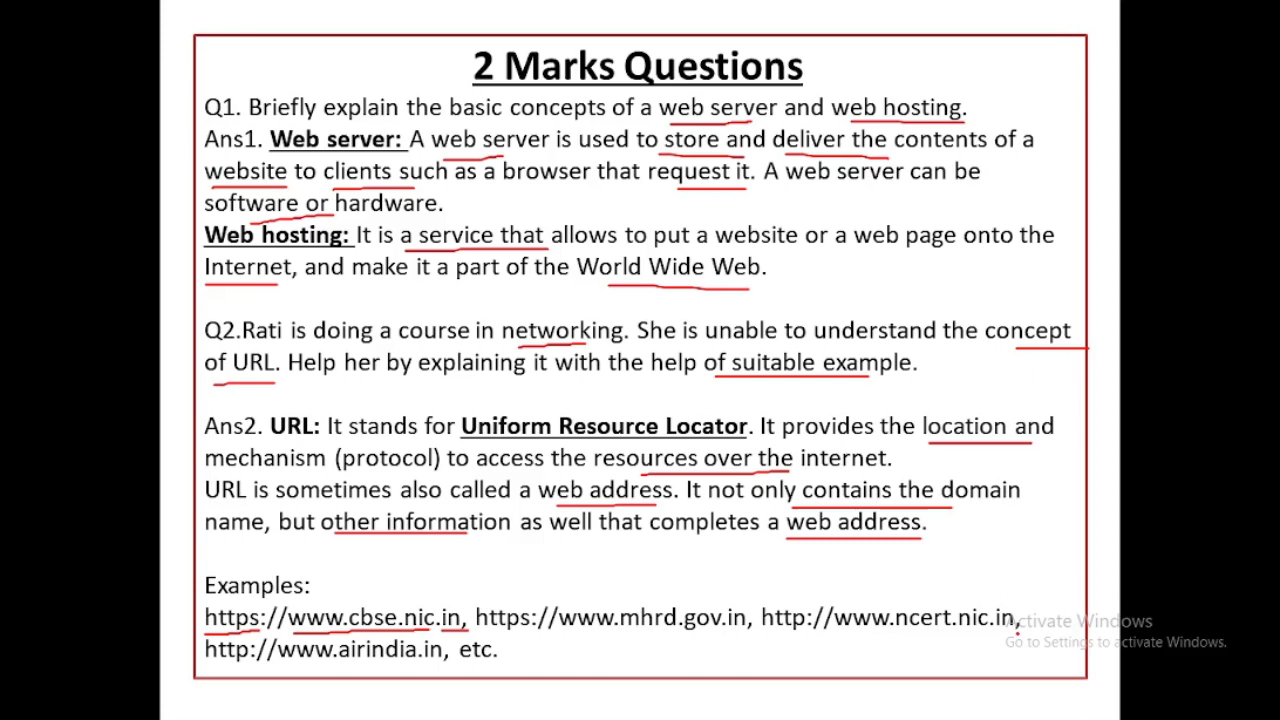 2 Marks Questions
Q1. Briefly explain the basic concepts of a web server and web hosting.
Ans1. Web server: A web server is used to store and deliver the contents of a
website to clients such as a browser that request it. A web server can be
software or hardware.
Web hosting: It is a service that allows to put a website or a web page onto the
Internet, and make it a part of the World Wide Web.
Q2.Rati is doing a course in networking. She is unable to understand the concept
of URL. Help her by explaining it with the help of suitable example.
Ans2. URL: It stands for Uniform Resource Locator. It provides the location and
mechanism (protocol) to access the resources over the internet.
URL is sometimes also called a web address. It not only contains the domain
name, but other information as well that completes a web address.
Examples:
https://www.cbse.nic.in, https://www.mhrd.gov.in, http://www.ncert.nic.in,
http://www.airindia.in, etc.
Activate Windows
Go to Settings to activate Windows.